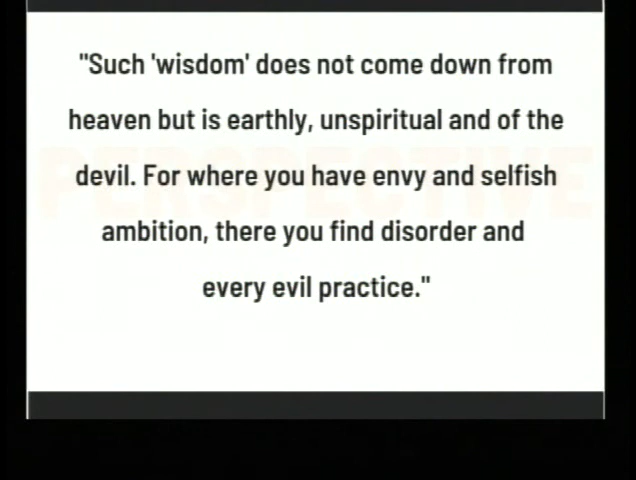 "Such 'wisdom' does not come down from
heaven but is earthly, unspiritual and of the
devil. For where you have envy and selfish
ambition, there you find disorder and
every evil practice."
PERSPECTIVE